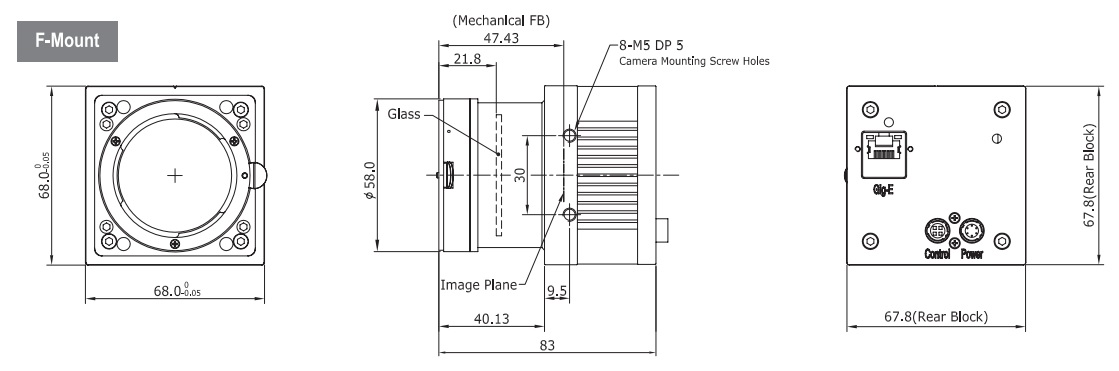 F-Mount
68.0 0 -0.05
68.0 0 -0.05
(Mechanical FB)
47.43
21.8
8-M5 DP 5
Camera Mounting Screw Holes
Glass
ϕ58.0
30
Image Plane
9.5
40.13
83
Gig-E
Control Power
67.8(Rear Block)
67.8(Rear Block)